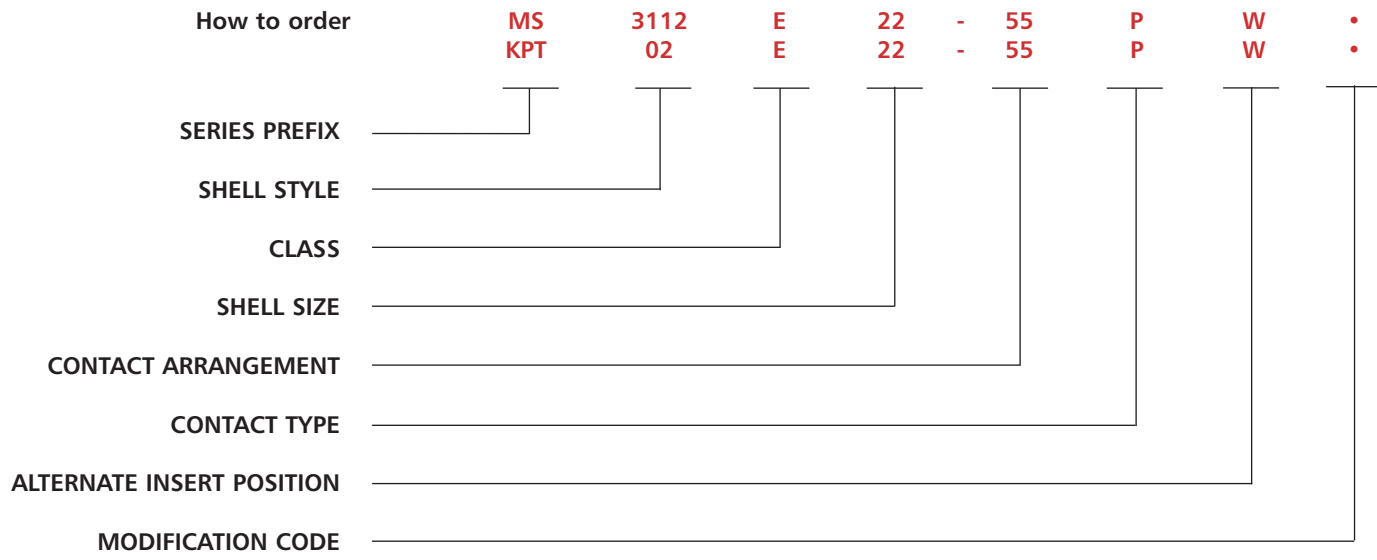 How to order MS 3112 E 22 - 55 P W •
KPT 02 E 22 - 55 P W •
SERIES PREFIX
SHELL STYLE
CLASS
SHELL SIZE
CONTACT ARRANGEMENT
CONTACT TYPE
ALTERNATE INSERT POSITION
MODIFICATION CODE